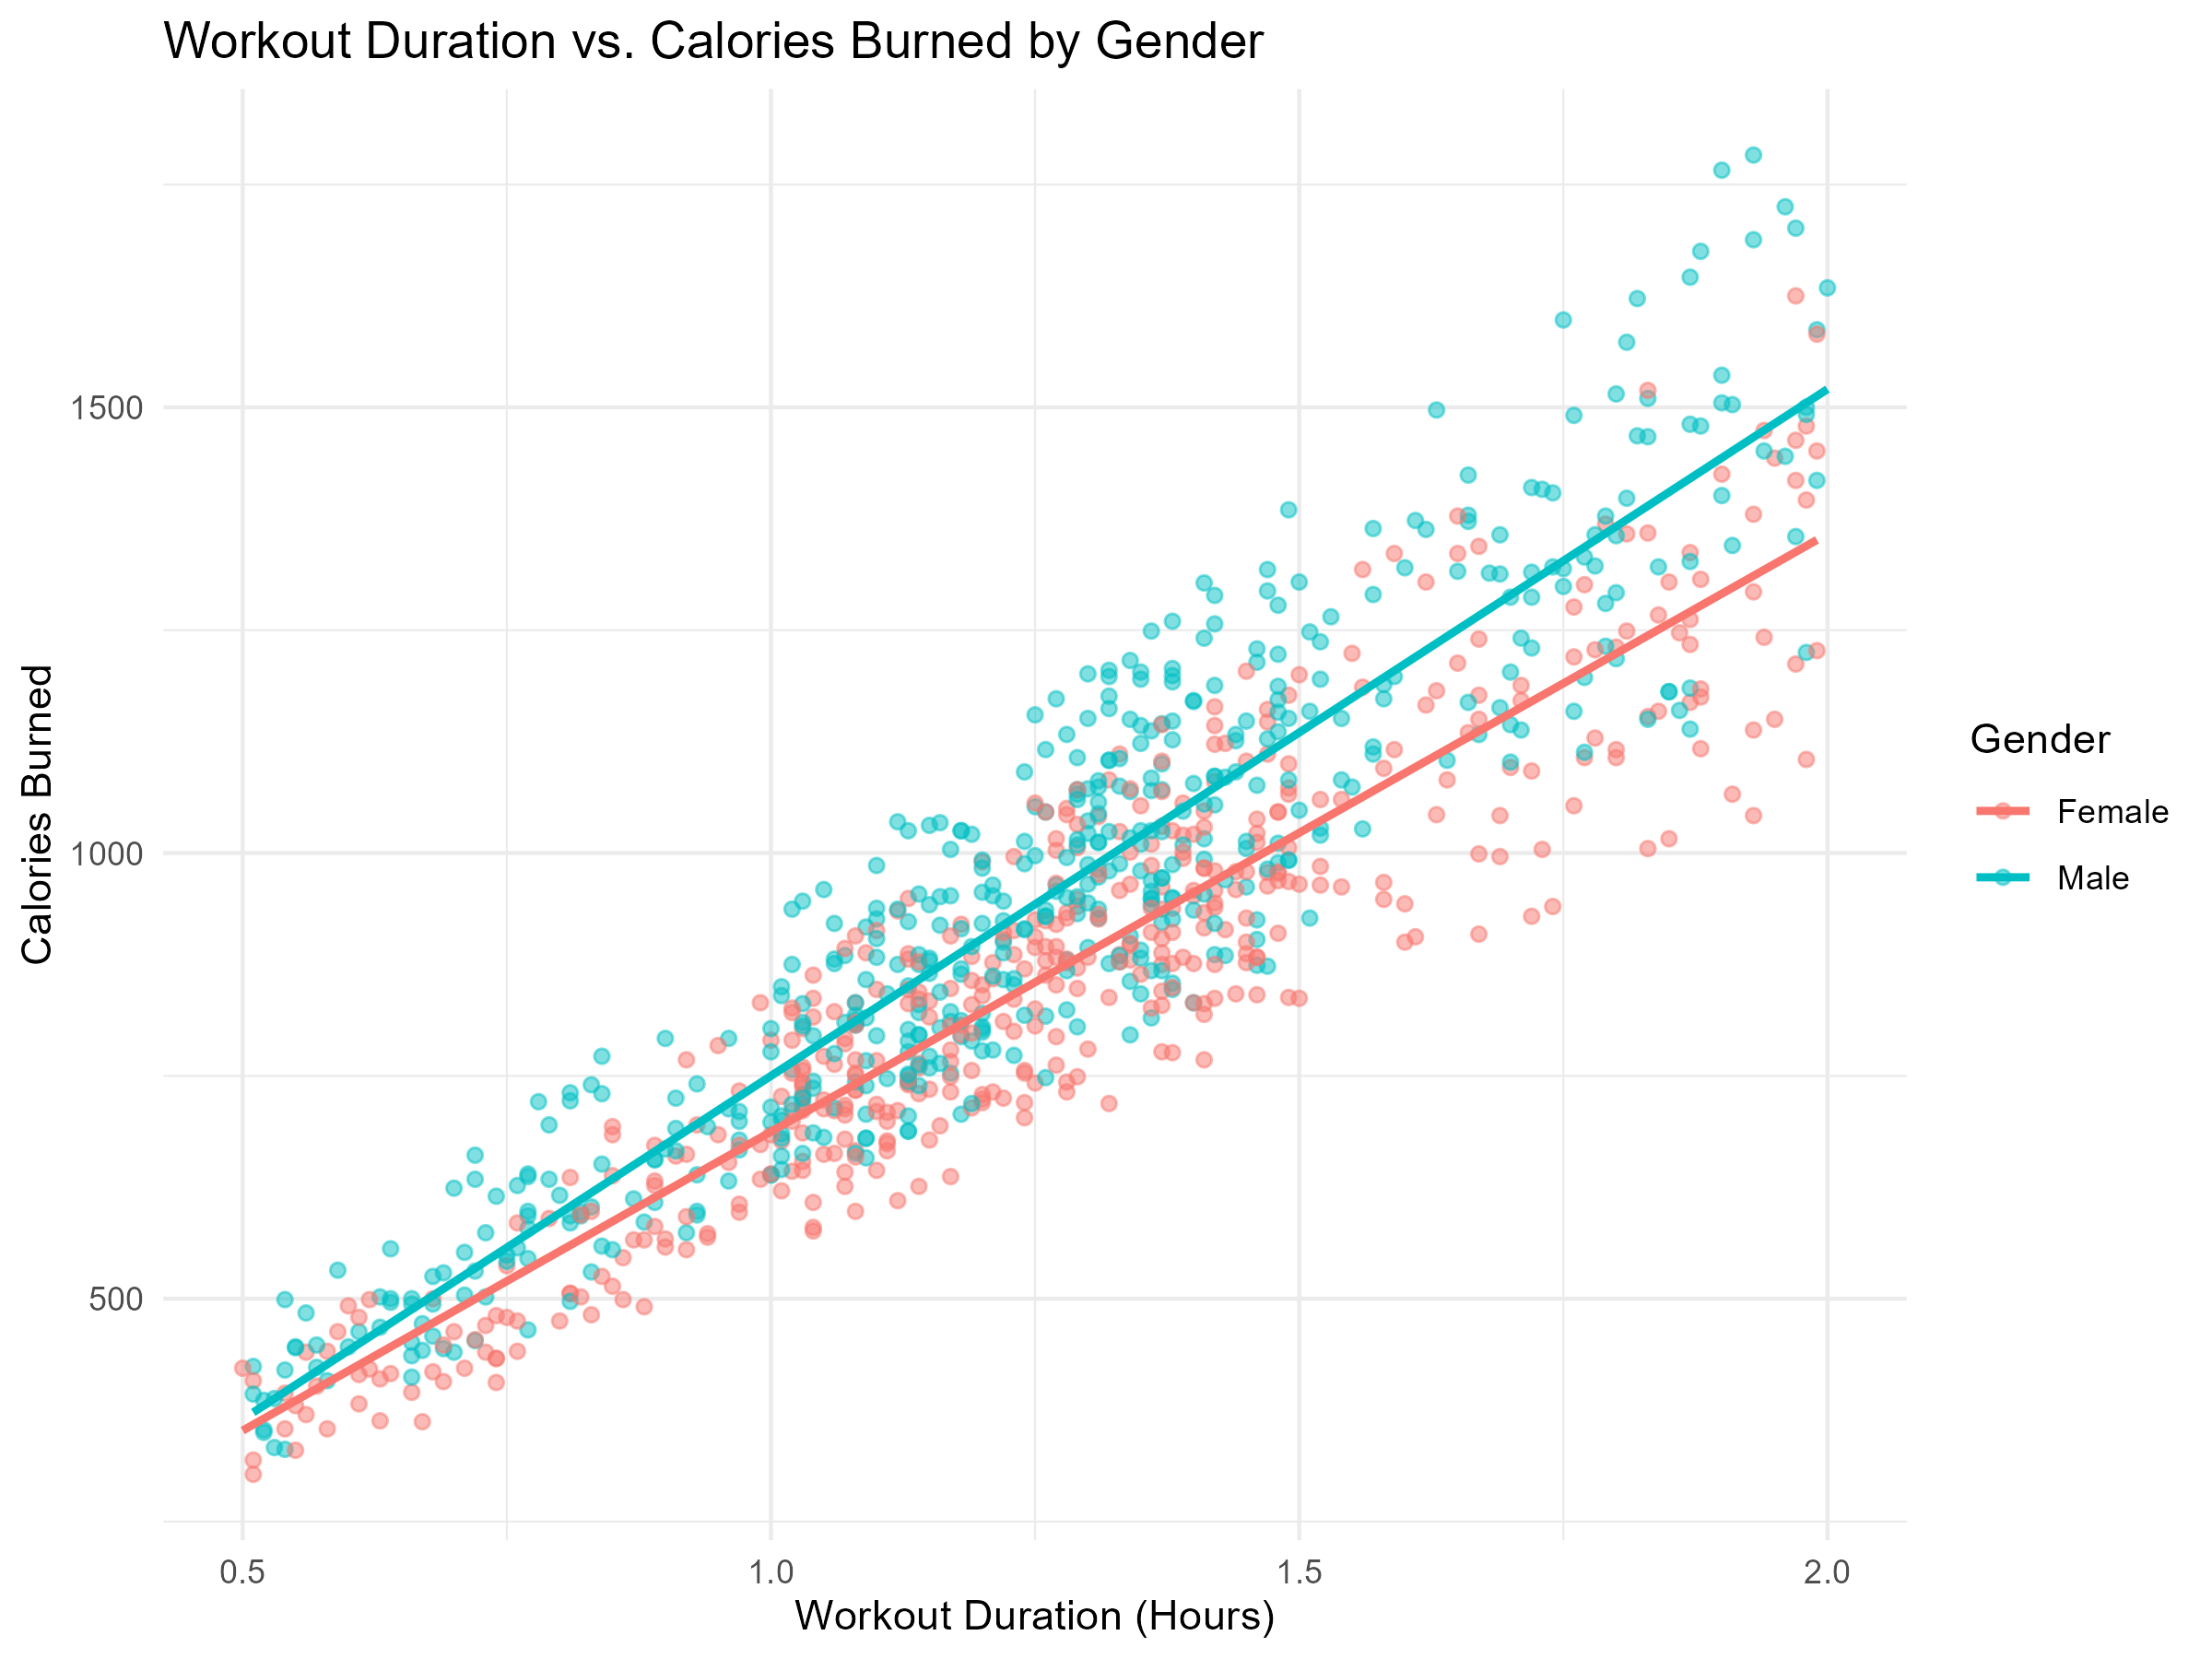 Workout Duration vs. Calories Burned by Gender
Calories Burned
1500
1000
500
0.5
1.0
1.5
2.0
Workout Duration (Hours)
Gender
Female
Male